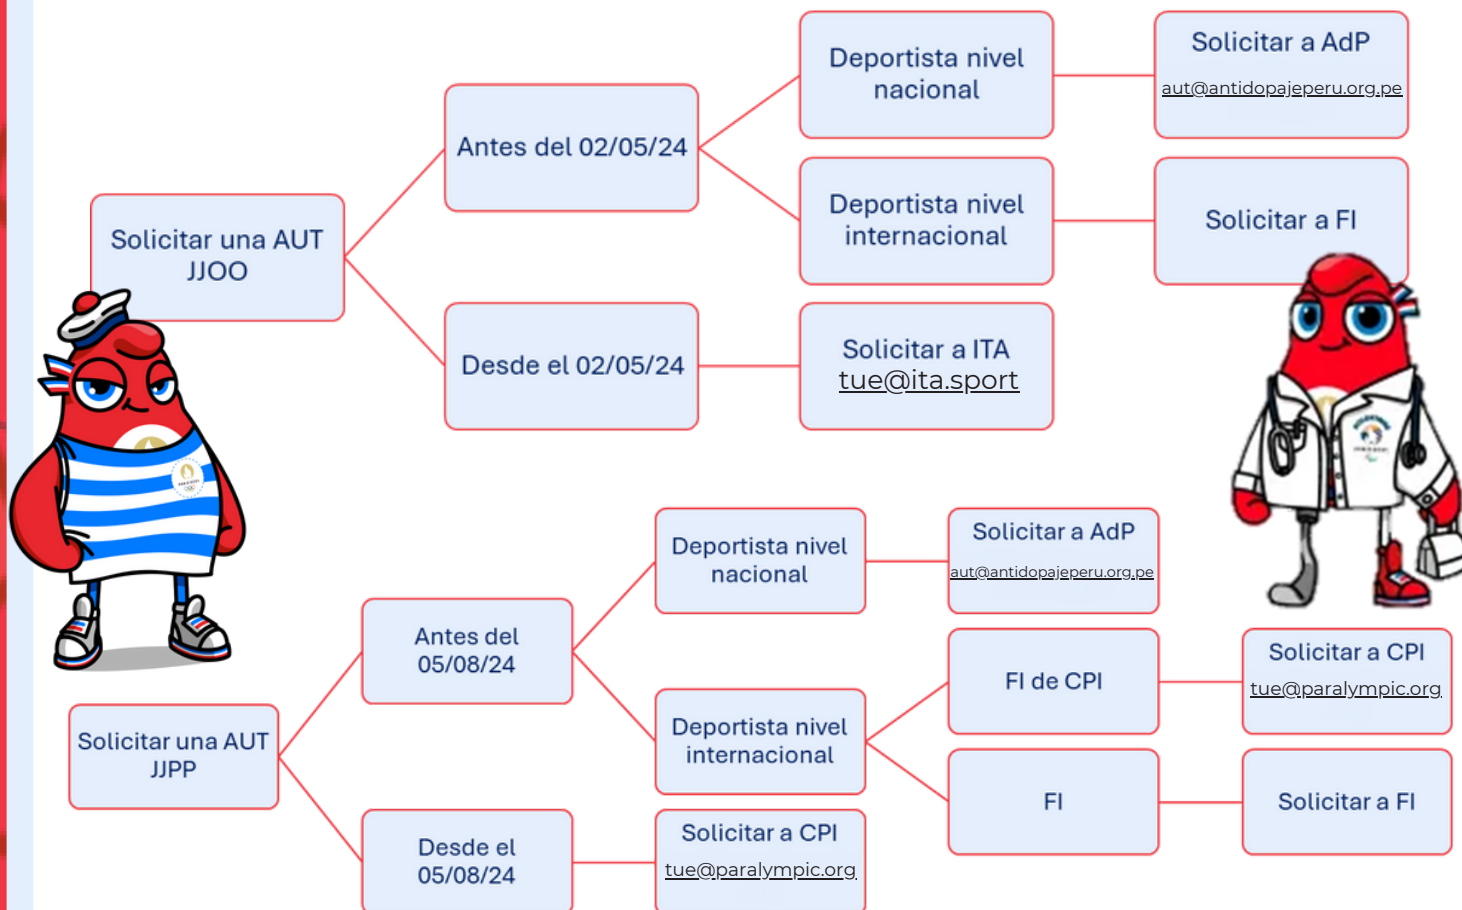 Solicitar una AUT
JJOO
Antes del 02/05/24
Deportista nivel
nacional
Solicitar a AdP
aut@antidopajeperu.org.pe
Deportista nivel
internacional
Solicitar a FI
Desde el 02/05/24
Solicitar a ITA
tue@ita.sport
Solicitar una AUT
JJPP
Antes del
05/08/24
Deportista nivel
nacional
Solicitar a AdP
aut@antidopajeperu.org.pe
Deportista nivel
internacional
FI de CPI
Solicitar a CPI
tue@paralympic.org
FI
Solicitar a FI
Desde el
05/08/24
Solicitar a CPI
tue@paralympic.org